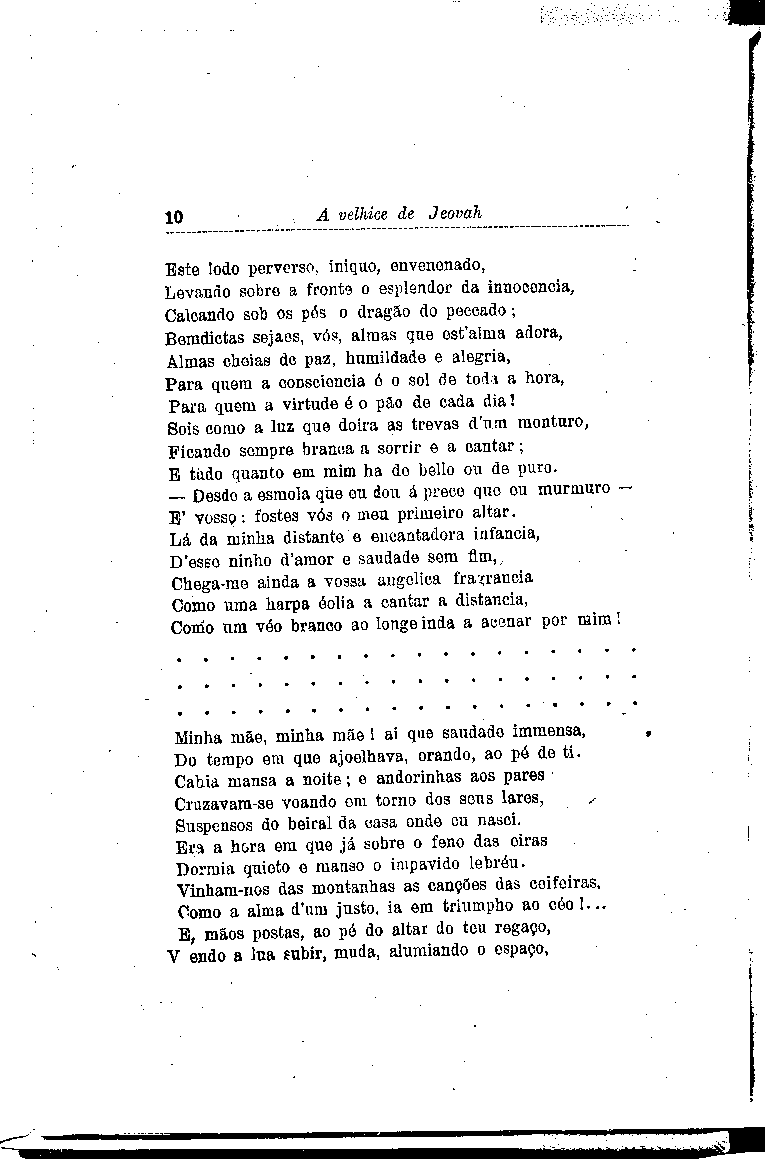 10 A velhice de Jeovah
Este lodo perverso, iniquo, envenenado,
Levando sobre a fronte o esplendor da innocencia,
Calcando sob os pés o dragão do peccado;
Bemdictas sejaes, vós, almas que est'alma adora,
Almas cheias de paz, humildade e alegria,
Para quem a consciencia é o sol de toda a hora,
Para quem a virtude é o pão de cada dia!
Sois como a luz que doira as trevas d'um monturo,
Ficando sempre branca a sorrir e a cantar;
E tudo quanto em mim ha de bello ou de puro.
— Desde a esmola que eu dou á prece que eu murmuro —
E' vosso: fostes vós o meu primeiro altar.
Lá da minha distante e encantadora infancia,
D'esse ninho d'amor e saudade sem fim,
Chega-me ainda a vossa angelica fragrancia
Como uma harpa éolia a cantar a distancia,
Como um véo branco ao longe inda a acenar por mim!
. . . . . . . . . . . . . . . . . .
. . . . . . . . . . . . . . . . . .
. . . . . . . . . . . . . . . . . .
Minha mãe, minha mãe! ai que saudade immensa,
Do tempo em que ajoelhava, orando, ao pé de ti.
Cahia mansa a noite; e andorinhas aos pares
Cruzavam-se voando em torno dos seus lares,
Suspensos do beiral da casa onde eu nasci.
Era a hora em que já sobre o feno das eiras
Dormia quieto e manso o impavido lebréu.
Vinham-nos das montanhas as canções das ceifeiras,
Como a alma d'um justo, ia em triumpho ao céo!...
E, mãos postas, ao pé do altar do teu regaço,
V endo a lua subir, muda, alumiando o espaço,